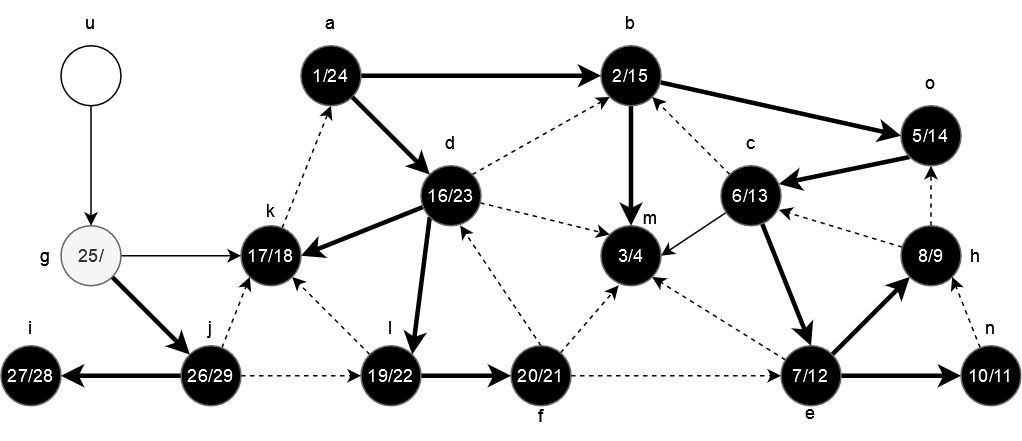 u
a
b
o
1/24
2/15
5/14
d
c
16/23
6/13
k
m
g
25/
17/18
3/4
8/9
h
i
j
l
n
27/28
26/29
19/22
20/21
7/12
10/11
f
e